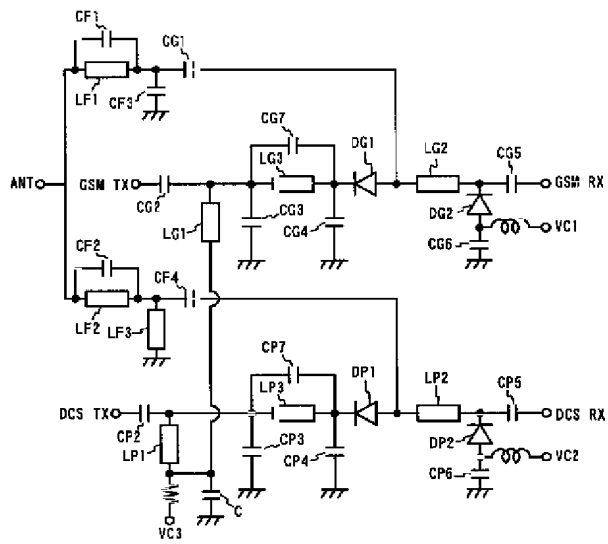 CF1
CG1
LF1
CF3
CG7
DG1
LG2
CG5
LG3
ANT
GSM TX
GSM RX
CG2
DG2
LG1
CG3
CG4
CG6
VC1
CF2
CF4
LF2
LF3
CP7
DP1
LP2
CP5
LP3
DCS TX
DCS RX
CP2
DP2
LP1
CP3
CP4
CP6
VC2
C
VC3